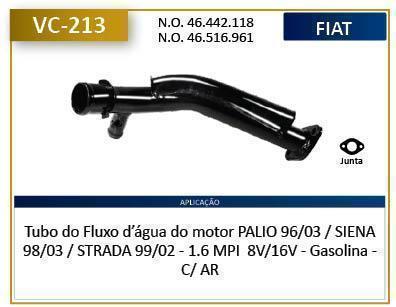 VC-213
N.O. 46.442.118
N.O. 46.516.961
FIAT
Junta
APLICAÇÃO
Tubo do Fluxo d’água do motor PALIO 96/03 / SIENA
98/03 / STRADA 99/02 - 1.6 MPI 8V/16V - Gasolina -
C/ AR